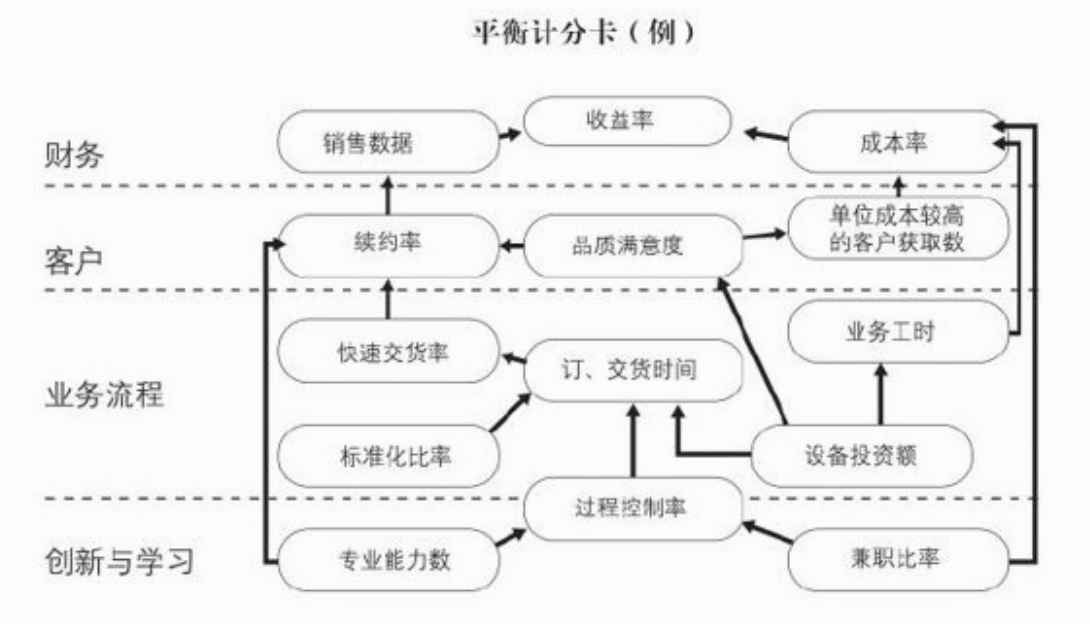 平衡计分卡（例）
财务
销售数据
收益率
成本率
客户
续约率
品质满意度
单位成本较高
的客户获取数
业务流程
快速交货率
订、交货时间
业务工时
标准化比率
设备投资额
过程控制率
创新与学习
专业能力数
兼职比率